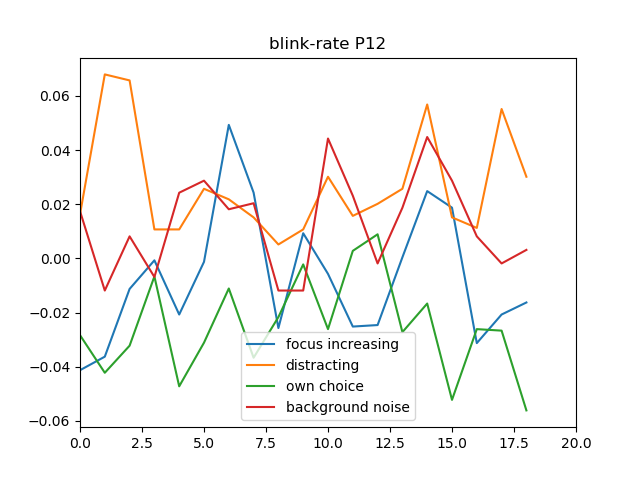 blink-rate P12
0.06
0.04
0.02
0.00
−0.02
−0.04
−0.06
focus increasing
distracting
own choice
background noise
0.0 2.5 5.0 7.5 10.0 12.5 15.0 17.5 20.0